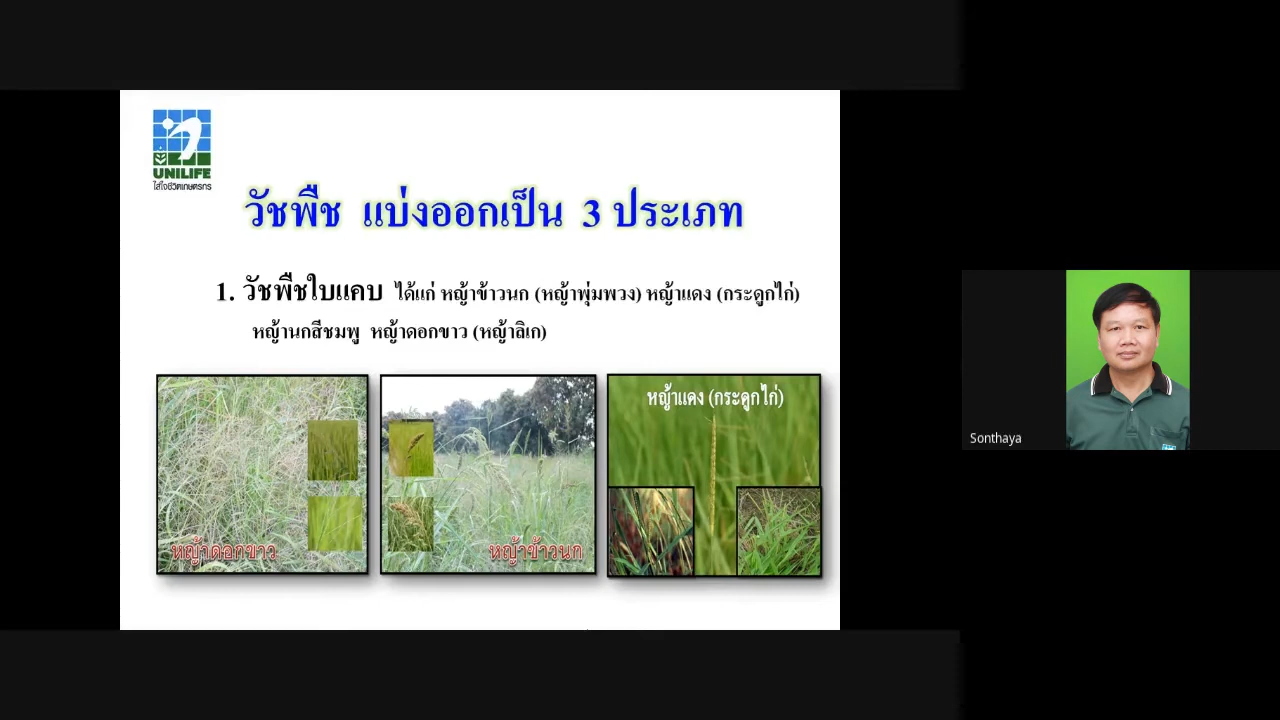 UNILIFE
ใส่ใจชีวิตเกษตรกร
วัชพืช แบ่งออกเป็น 3 ประเภท
1. วัชพืชใบแคบ ได้แก่ หญ้าข้าวนก (หญ้าพุ่มพวง) หญ้าแดง (กระดูกไก่)
หญ้านกสีชมพู หญ้าดอกขาว (หญ้าลิเก)
หญ้าดอกขาว
หญ้าข้าวนก
หญ้าแดง (กระดูกไก่)
Sonthaya